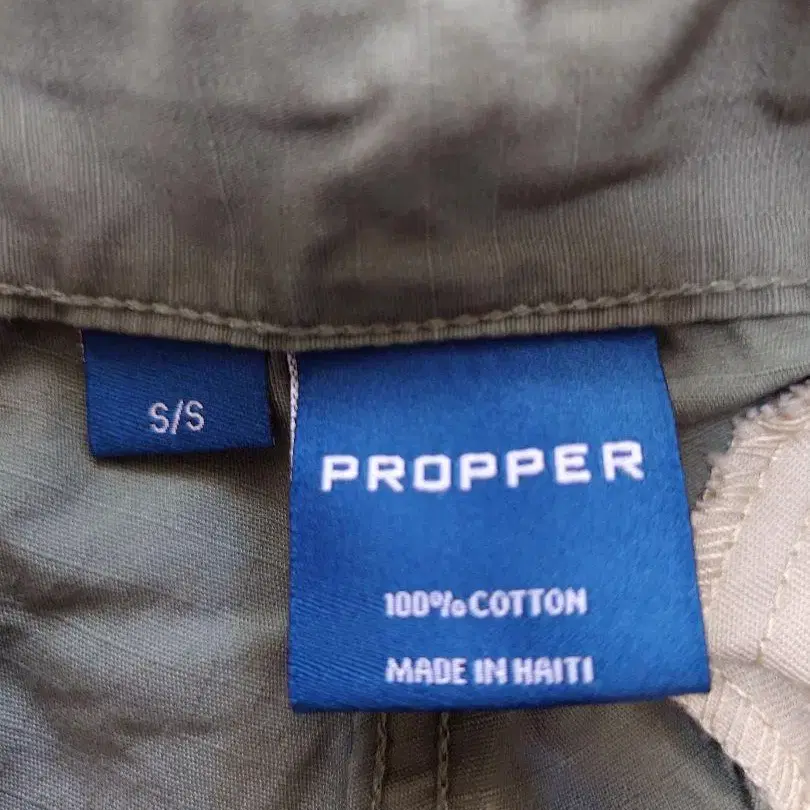 S/S
PROPPER
100% COTTON
MADE IN HAITI